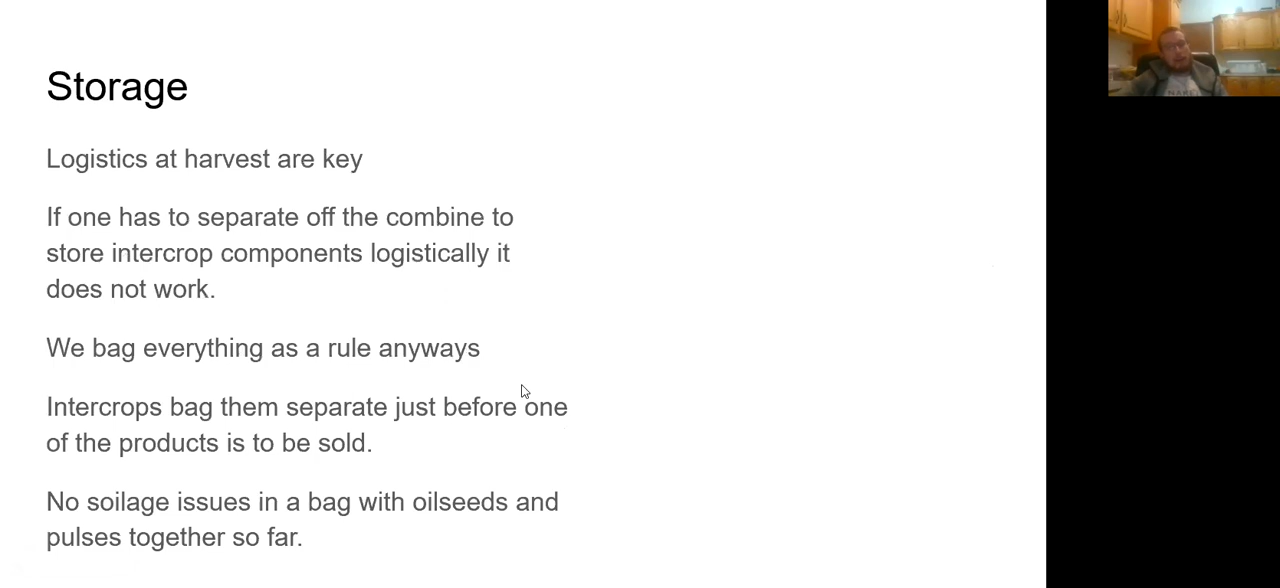 Storage
Logistics at harvest are key
If one has to separate off the combine to
store intercrop components logistically it
does not work.
We bag everything as a rule anyways
Intercrops bag them separate just before one
of the products is to be sold.
No soilage issues in a bag with oilseeds and
pulses together so far.